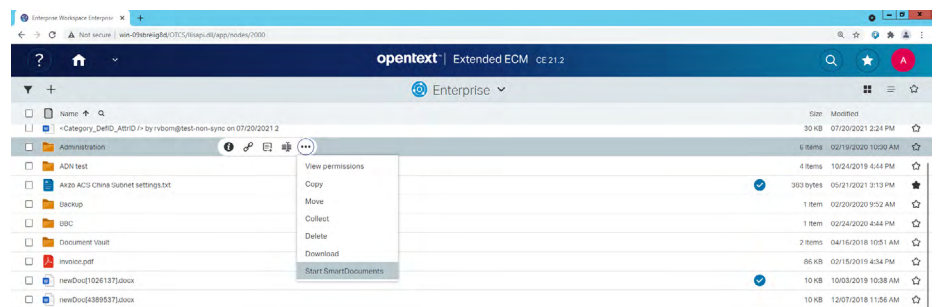 Enterprise Workspace Enterprise
Not secure | win-09sbreiig8d/OTCS/llisapi.dll/app/nodes/2000
? opentext™ | Extended ECM CE 21.2 A
Enterprise
Name Size Modified
<Category_DefID_AttrID /> by rvbom@test-non-sync on 07/20/2021 2 30 KB 07/20/2021 2:24 PM
Administration 6 Items 02/19/2020 10:30 AM
View permissions
ADN test 4 Items 10/24/2019 4:44 PM
Copy
Akzo ACS China Subnet settings.txt 383 bytes 05/21/2021 3:13 PM
Move
Backup 1 Item 02/20/2020 9:52 AM
Collect
BBC 1 Item 02/24/2020 4:44 PM
Delete
Document Vault 2 Items 04/16/2018 10:51 AM
Download
Invoice.pdf 86 KB 02/15/2019 4:34 PM
Start SmartDocuments
newDoc[1026137].docx 10 KB 10/03/2019 10:38 AM
newDoc[4389537].docx 10 KB 12/07/2018 11:56 AM